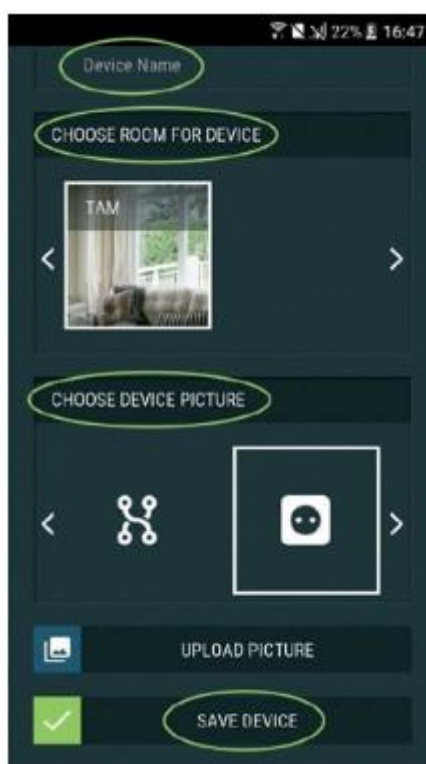 22% 16:47
Device Name
CHOOSE ROOM FOR DEVICE
TAM
CHOOSE DEVICE PICTURE
UPLOAD PICTURE
SAVE DEVICE